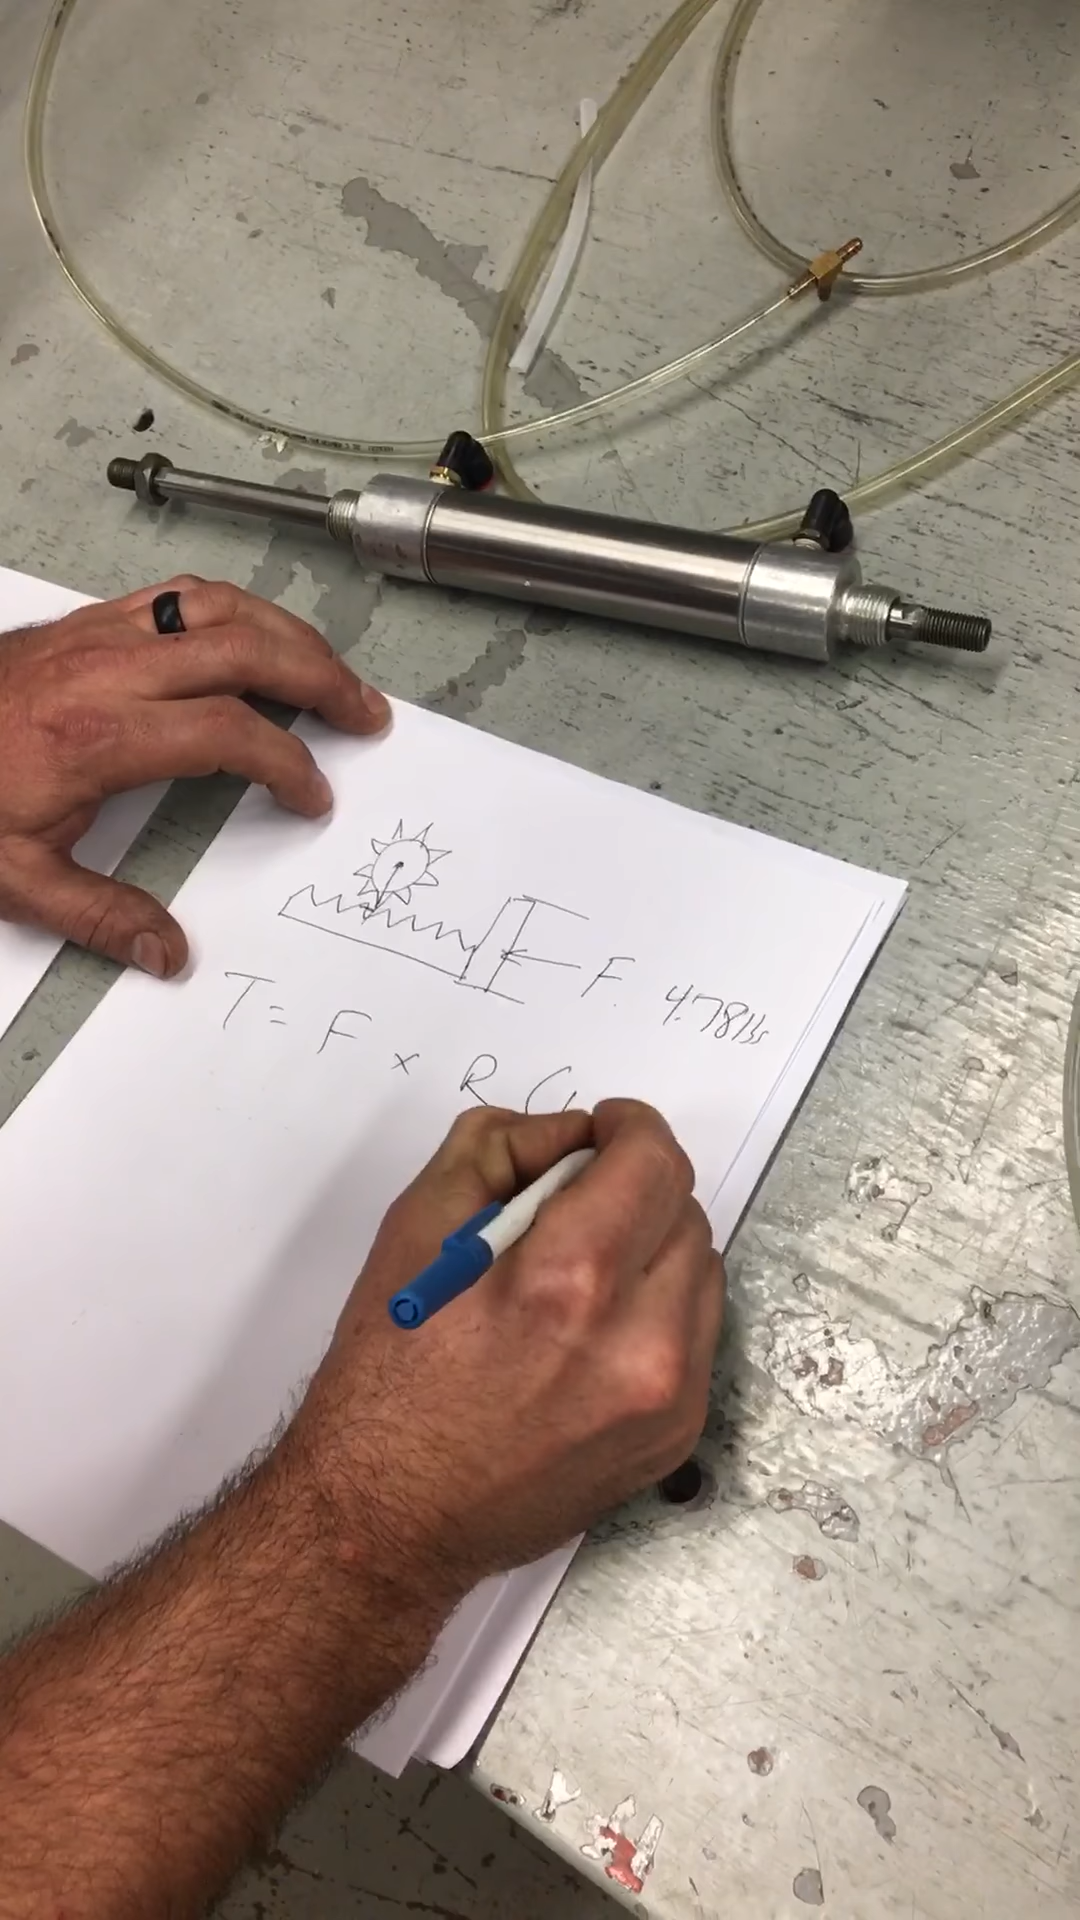 F. 4.78lbs
T = F × R (